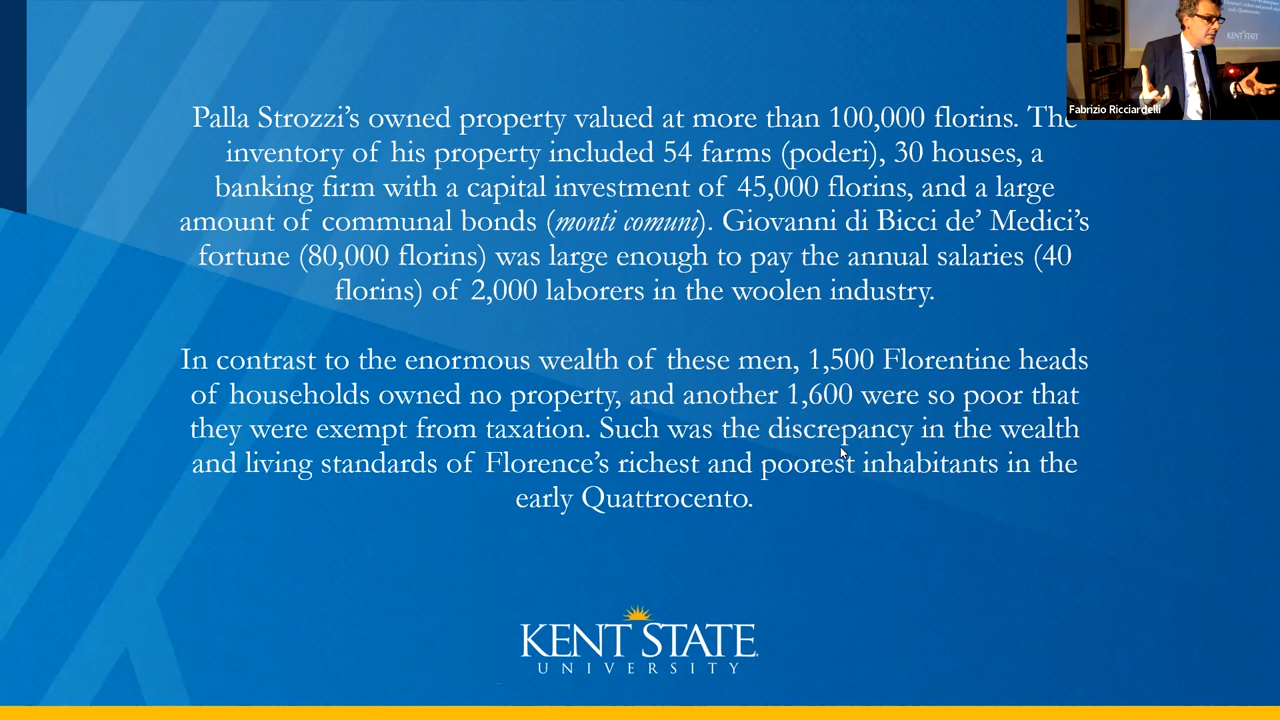 Palla Strozzi's owned property valued at more than 100,000 florins. The
inventory of his property included 54 farms (poderi), 30 houses, a
banking firm with a capital investment of 45,000 florins, and a large
amount of communal bonds (monti comuni). Giovanni di Bicci de' Medici's
fortune (80,000 florins) was large enough to pay the annual salaries (40
florins) of 2,000 laborers in the woolen industry.
In contrast to the enormous wealth of these men, 1,500 Florentine heads
of households owned no property, and another 1,600 were so poor that
they were exempt from taxation. Such was the discrepancy in the wealth
and living standards of Florence's richest and poorest inhabitants in the
early Quattrocento.
KENT STATE
UNIVERSITY
Fabrizio Ricciardelli
KENT STATE